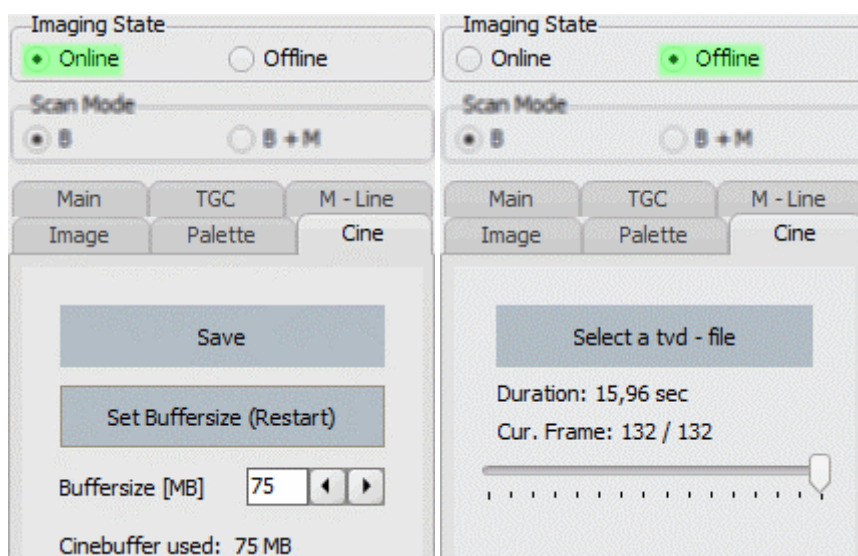 Imaging State
Online Offline
Scan Mode
B B + M
Main TGC M - Line
Image Palette Cine
Save
Set Buffersize (Restart)
Buffersize [MB] 75
Cinebuffer used: 75 MB
Imaging State
Online Offline
Scan Mode
B B + M
Main TGC M - Line
Image Palette Cine
Select a tvd - file
Duration: 15,96 sec
Cur. Frame: 132 / 132